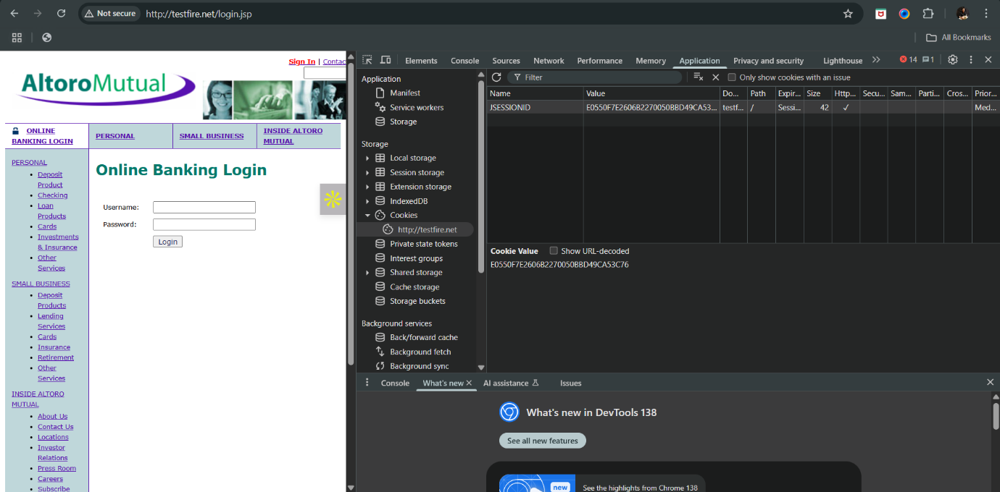 Not secure http://testfire.net/login.jsp
All Bookmarks
Sign In | Contac
AltoroMutual
ONLINE BANKING LOGIN
PERSONAL
SMALL BUSINESS
INSIDE ALTORO MUTUAL
PERSONAL
Deposit
Product
Checking
Loan
Products
Cards
Investments
& Insurance
Other
Services
SMALL BUSINESS
Deposit
Products
Lending
Services
Cards
Insurance
Retirement
Other
Services
INSIDE ALTORO
MUTUAL
About Us
Contact Us
Locations
Investor
Relations
Press Room
Careers
Subscribe
Online Banking Login
Username:
Password:
Login
Elements Console Sources Network Performance Memory Application Privacy and security Lighthouse 14 1
Application
Manifest
Service workers
Storage
Storage
Local storage
Session storage
Extension storage
IndexedDB
Cookies
http://testfire.net
Private state tokens
Interest groups
Shared storage
Cache storage
Storage buckets
Background services
Back/forward cache
Background fetch
Background sync
Filter Only show cookies with an issue
Name Value Do... Path Expir... Size Http... Secu... Sam... Parti... Cros... Prior...
JSESSIONID E0550F7E2606B2270050BBD49CA53... testf... / Sessi... 42 ✓ Med...
Cookie Value Show URL-decoded
E0550F7E2606B2270050BBD49CA53C76
Console What's new AI assistance Issues
What's new in DevTools 138
See all new features
new
See the highlights from Chrome 138